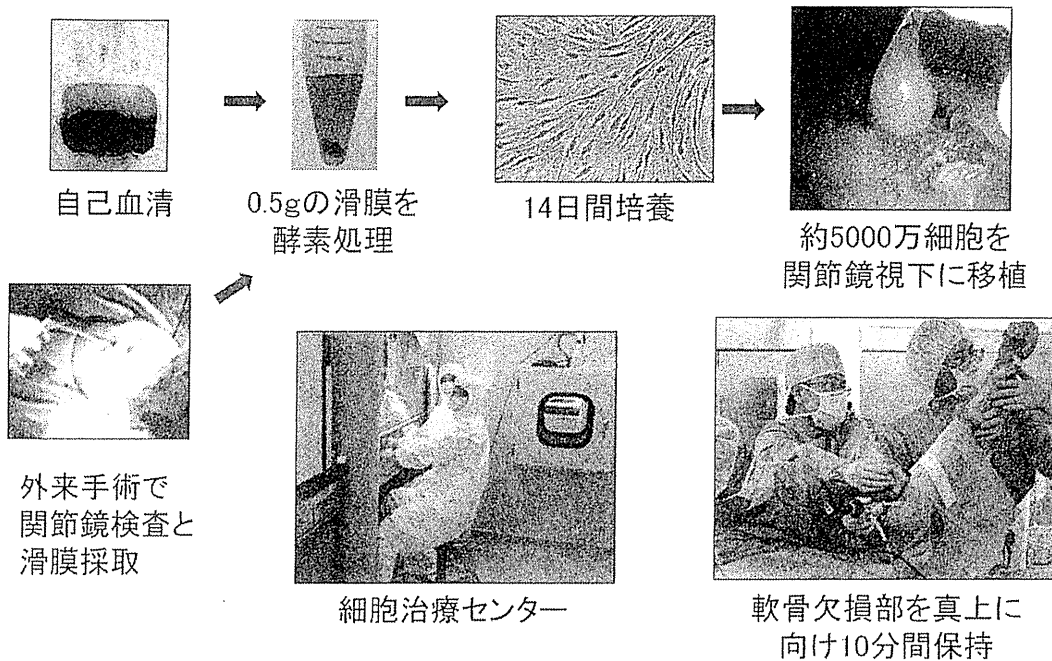 自己血清
0.5gの滑膜を
酵素処理
14日間培養
約5000万細胞を
関節鏡視下に移植
外来手術で
関節鏡検査と
滑膜採取
細胞治療センター
軟骨欠損部を真上に
向け10分間保持